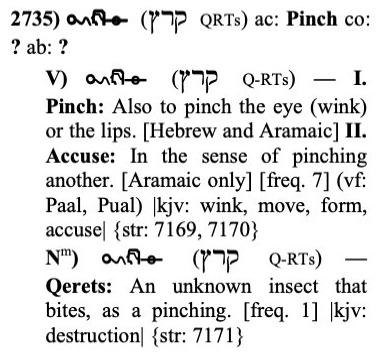 2735) (קרץ QRTs) ac: Pinch co:
? ab: ?
V) (קרץ Q-RTs) — I.
Pinch: Also to pinch the eye (wink)
or the lips. [Hebrew and Aramaic] II.
Accuse: In the sense of pinching
another. [Aramaic only] [freq. 7] (vf:
Paal, Pual) |kjv: wink, move, form,
accuse| {str: 7169, 7170}
Nᵐ) (קרץ Q-RTs) —
Qerets: An unknown insect that
bites, as a pinching. [freq. 1] |kjv:
destruction| {str: 7171}